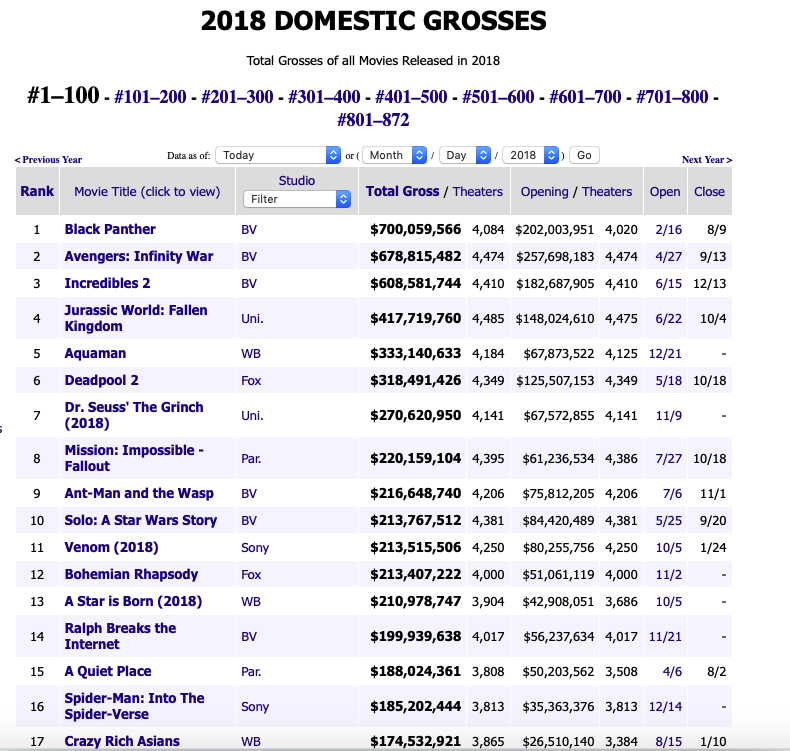 2018 DOMESTIC GROSSES
Total Grosses of all Movies Released in 2018
#1–100 - #101–200 - #201–300 - #301–400 - #401–500 - #501–600 - #601–700 - #701–800 -
#801–872
< Previous Year Data as of: Today or ( Month / Day / 2018 ) Go Next Year >
Rank Movie Title (click to view) Studio Filter Total Gross / Theaters Opening / Theaters Open Close
1 Black Panther BV $700,059,566 4,084 $202,003,951 4,020 2/16 8/9
2 Avengers: Infinity War BV $678,815,482 4,474 $257,698,183 4,474 4/27 9/13
3 Incredibles 2 BV $608,581,744 4,410 $182,687,905 4,410 6/15 12/13
4 Jurassic World: Fallen
Kingdom Uni. $417,719,760 4,485 $148,024,610 4,475 6/22 10/4
5 Aquaman WB $333,140,633 4,184 $67,873,522 4,125 12/21 -
6 Deadpool 2 Fox $318,491,426 4,349 $125,507,153 4,349 5/18 10/18
7 Dr. Seuss' The Grinch
(2018) Uni. $270,620,950 4,141 $67,572,855 4,141 11/9 -
8 Mission: Impossible -
Fallout Par. $220,159,104 4,395 $61,236,534 4,386 7/27 10/18
9 Ant-Man and the Wasp BV $216,648,740 4,206 $75,812,205 4,206 7/6 11/1
10 Solo: A Star Wars Story BV $213,767,512 4,381 $84,420,489 4,381 5/25 9/20
11 Venom (2018) Sony $213,515,506 4,250 $80,255,756 4,250 10/5 1/24
12 Bohemian Rhapsody Fox $213,407,222 4,000 $51,061,119 4,000 11/2 -
13 A Star is Born (2018) WB $210,978,747 3,904 $42,908,051 3,686 10/5 -
14 Ralph Breaks the
Internet BV $199,939,638 4,017 $56,237,634 4,017 11/21 -
15 A Quiet Place Par. $188,024,361 3,808 $50,203,562 3,508 4/6 8/2
16 Spider-Man: Into The
Spider-Verse Sony $185,202,444 3,813 $35,363,376 3,813 12/14 -
17 Crazy Rich Asians WB $174,532,921 3,865 $26,510,140 3,384 8/15 1/10